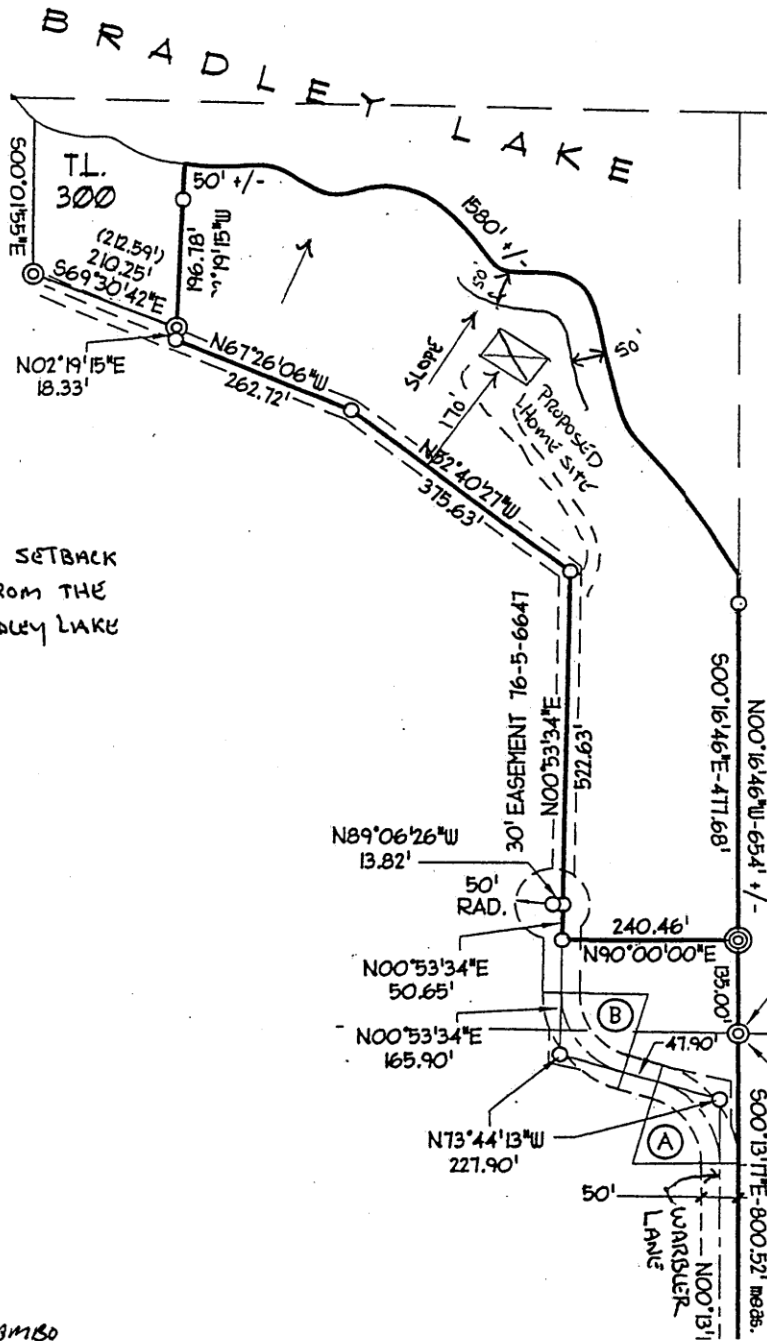 BRADLEY LAKE
S00°01'55"E
T.L.
300
50' +/-
196.78'
19'15"W
(212.59')
210.25'
S69°30'42"E
N02°19'15"E
18.33'
N67°26'06"W
262.72'
1580' +/-
50'
50'
SLOPE
170'
PROPOSED
HOME SITE
N52°40'27"W
375.63'
SETBACK
ROM THE
DLEY LAKE
30' EASEMENT 76-5-6647
N00°53'34"E
522.63'
S00°16'46"E-477.68'
N00°16'46"W-654' +/-
N89°06'26"W
13.82'
50'
RAD.
240.46'
N90°00'00"E
N00°53'34"E
50.65'
135.00'
N00°53'34"E
165.90'
B
47.90'
N73°44'13"W
227.90'
A
50'
WARBLER
LANE
N00°13'1
S00°13'17"E-800.52' meas.